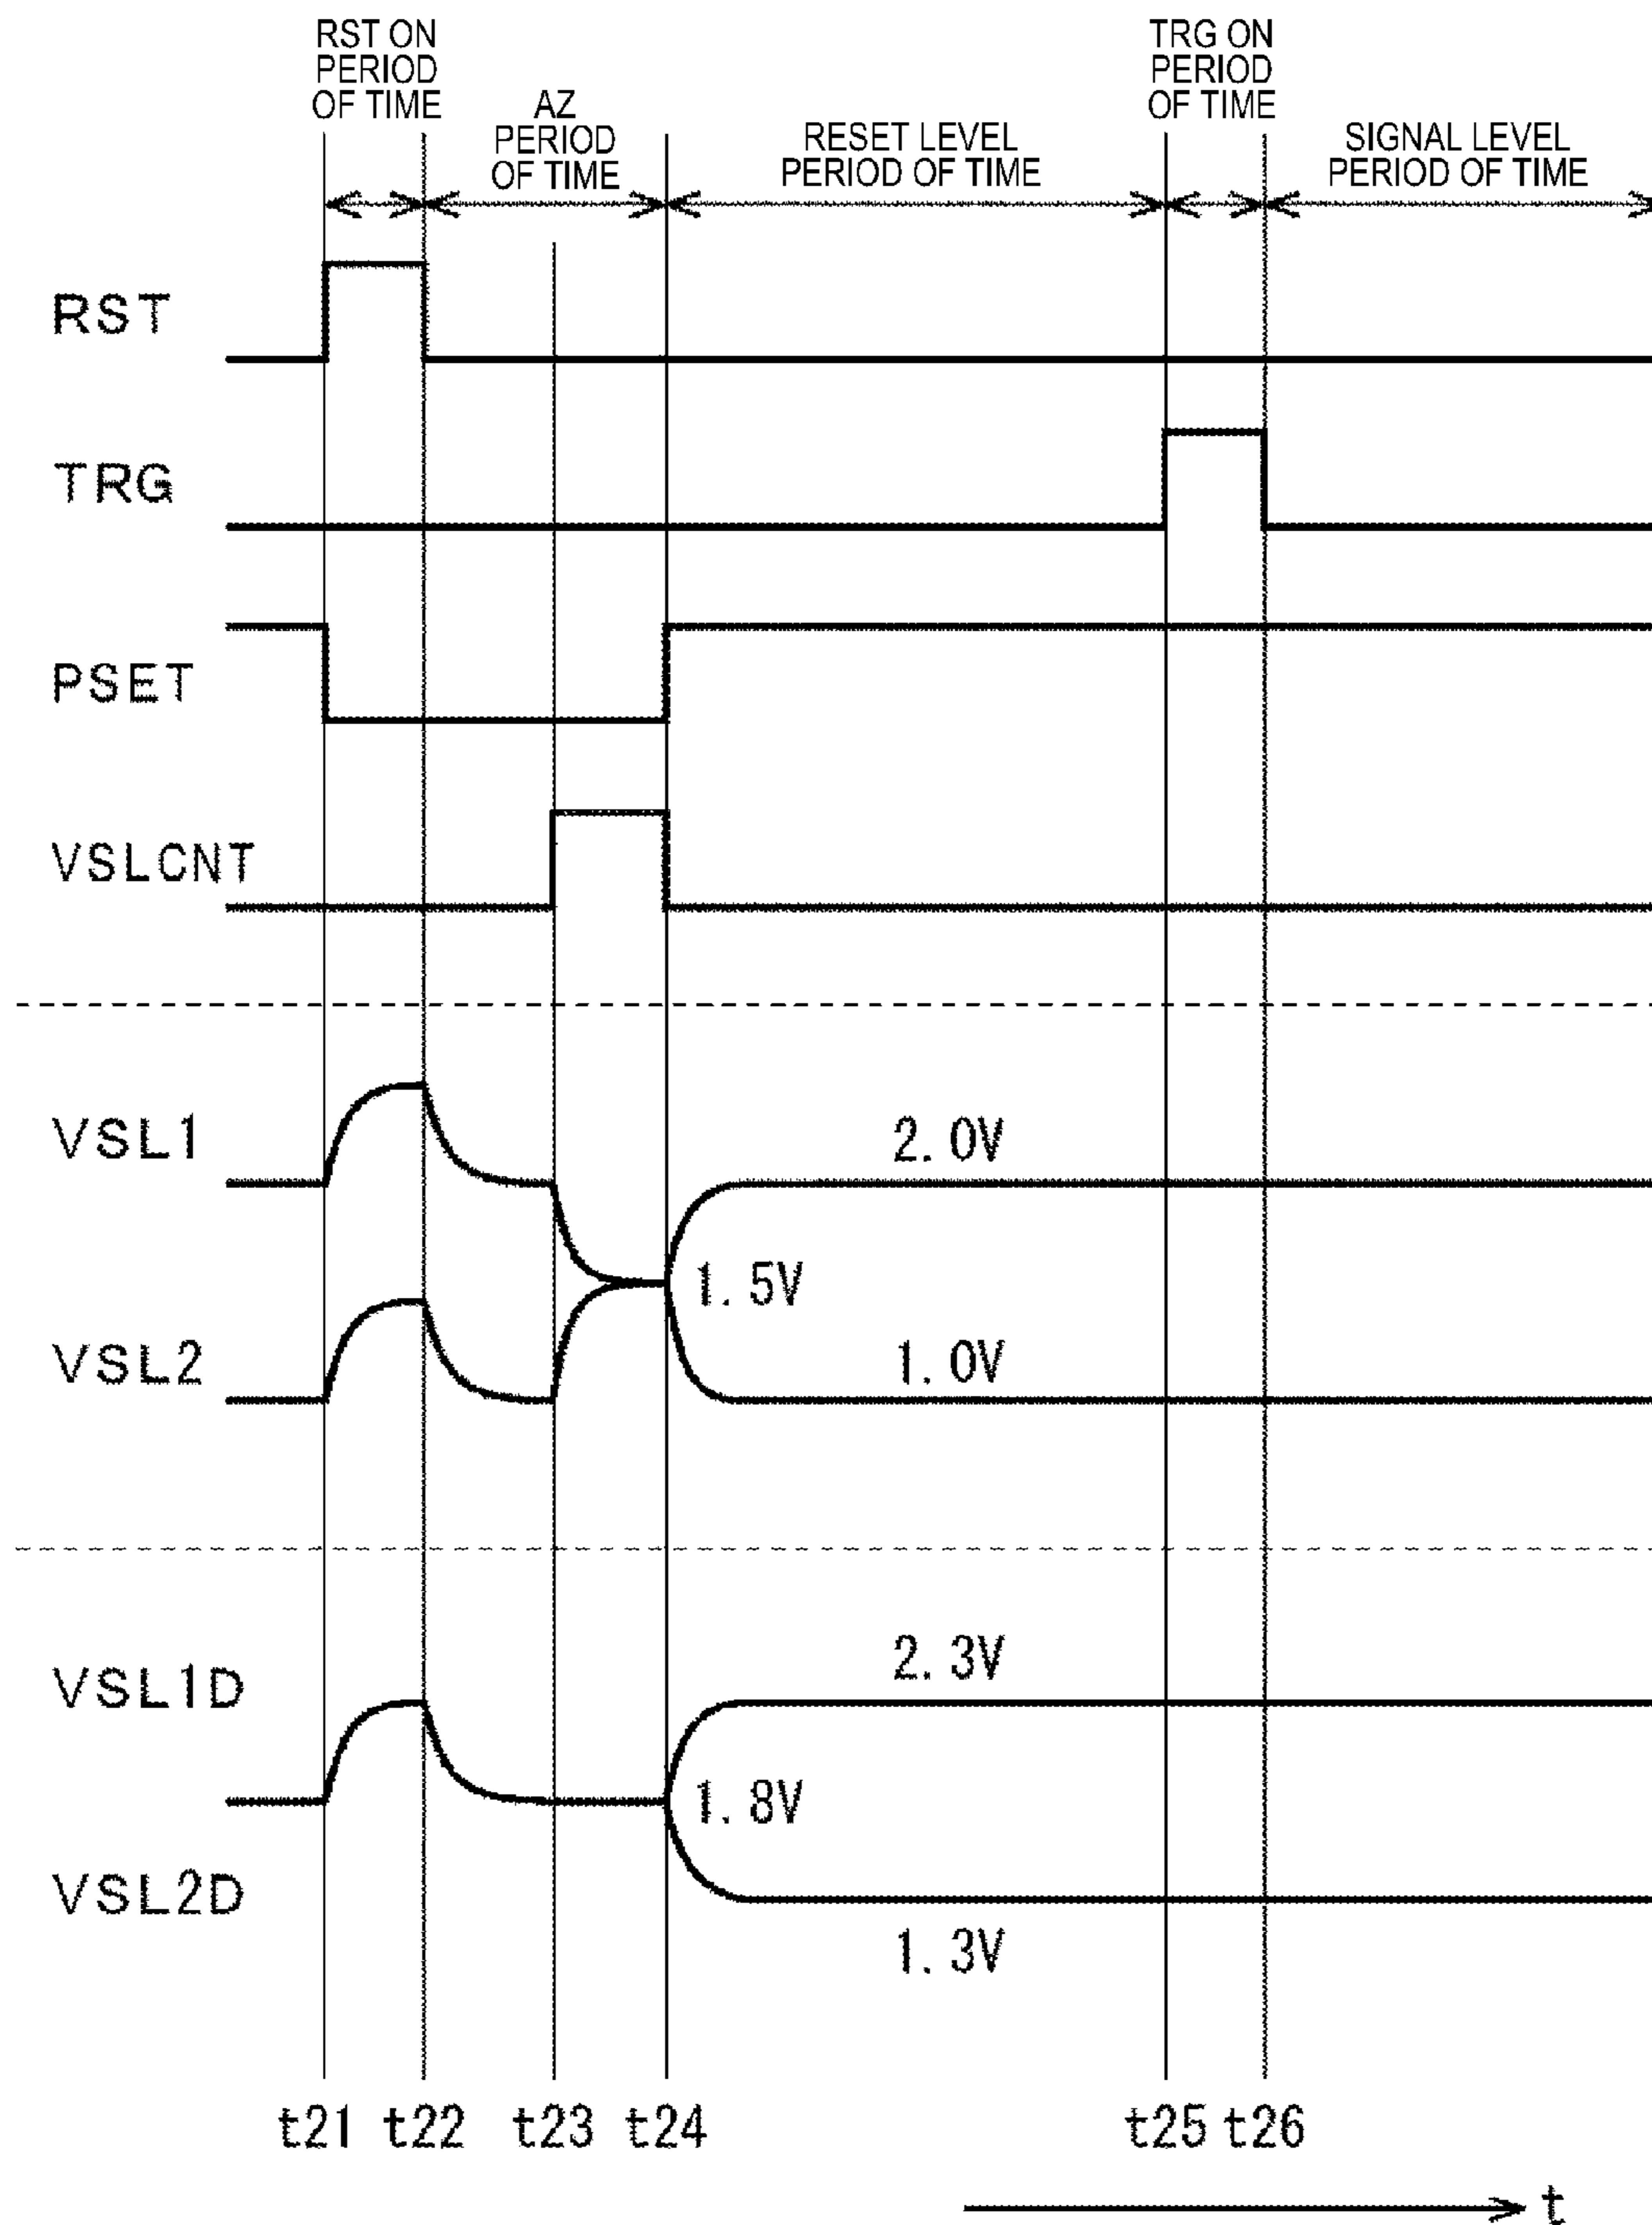 RST ON
PERIOD
OF TIME
AZ
PERIOD
OF TIME
RESET LEVEL
PERIOD OF TIME
TRG ON
PERIOD
OF TIME
SIGNAL LEVEL
PERIOD OF TIME
RST
TRG
PSET
VSLCNT
VSL1
2.0V
1.5V
VSL2
1.0V
VSL1D
2.3V
1.8V
VSL2D
1.3V
t21 t22 t23 t24 t25 t26
t